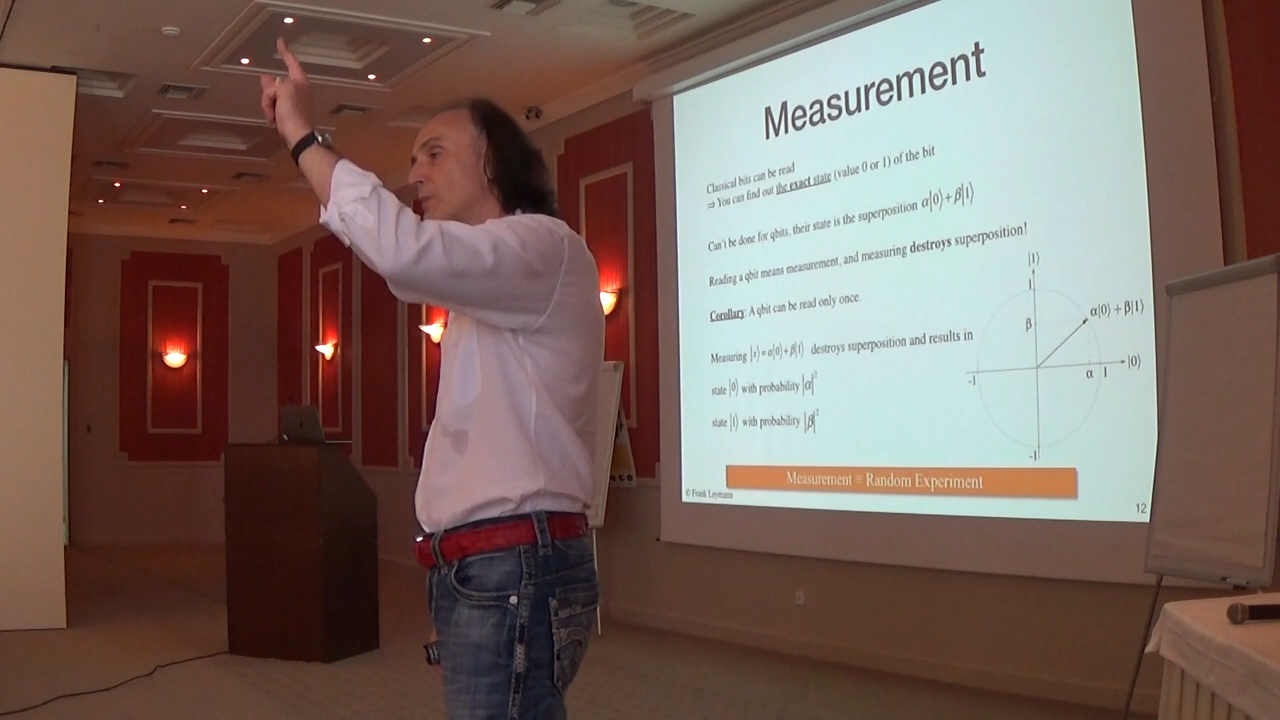 Measurement
Classical bits can be read
⇒ You can find out the exact state (value 0 or 1) of the bit
Can't be done for qbits, their state is the superposition α|0⟩+β|1⟩
Reading a qbit means measurement, and measuring destroys superposition!
Corollary: A qbit can be read only once.
Measuring |x⟩=α|0⟩+β|1⟩ destroys superposition and results in
state |0⟩ with probability |α|²
state |1⟩ with probability |β|²
|1⟩
1
β
α|0⟩+β|1⟩
-1
α
1
|0⟩
-1
Measurement ≡ Random Experiment
© Frank Leymann
12